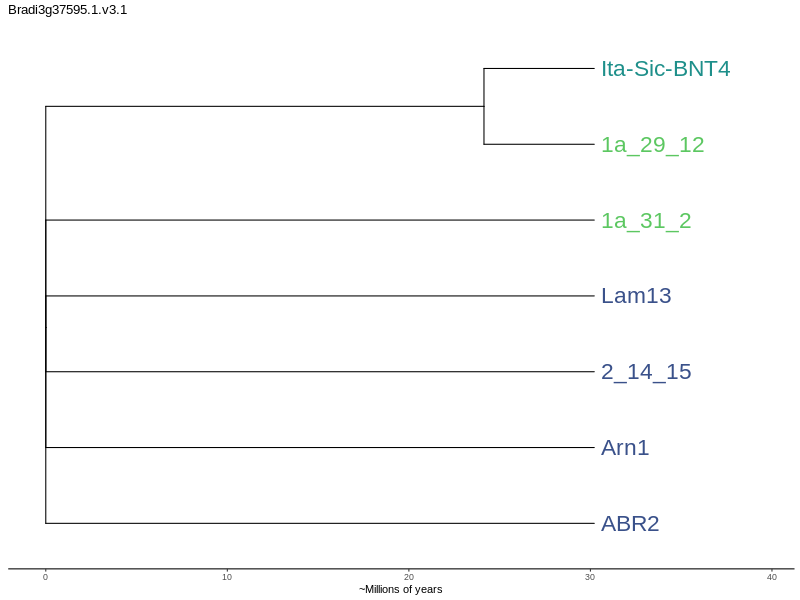 Bradi3g37595.1.v3.1
Ita-Sic-BNT4
1a_29_12
1a_31_2
Lam13
2_14_15
Arn1
ABR2
0 10 20 30 40
~Millions of years